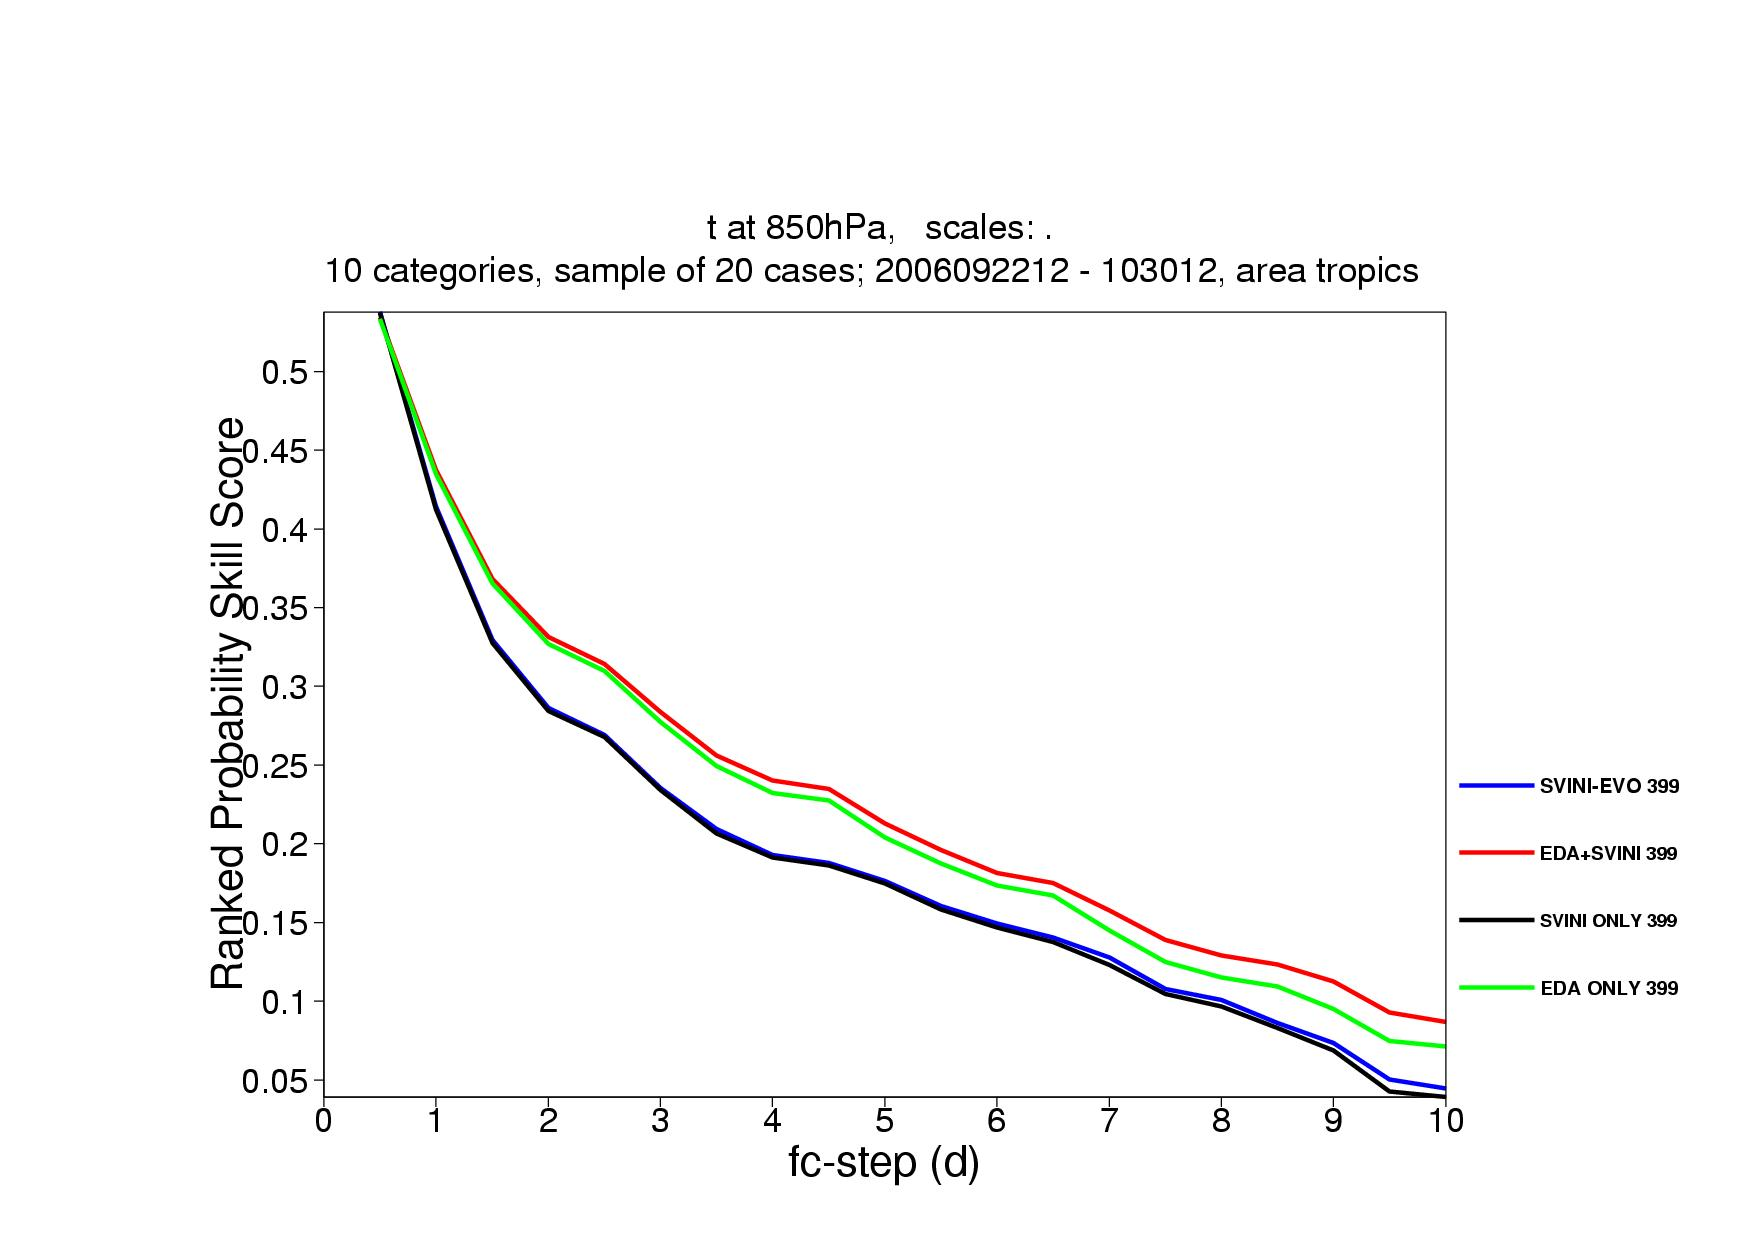 t at 850hPa, scales: .
10 categories, sample of 20 cases; 2006092212 - 103012, area tropics
Ranked Probability Skill Score
0.5
0.45
0.4
0.35
0.3
0.25
0.2
0.15
0.1
0.05
0 1 2 3 4 5 6 7 8 9 10
fc-step (d)
SVINI-EVO 399
EDA+SVINI 399
SVINI ONLY 399
EDA ONLY 399